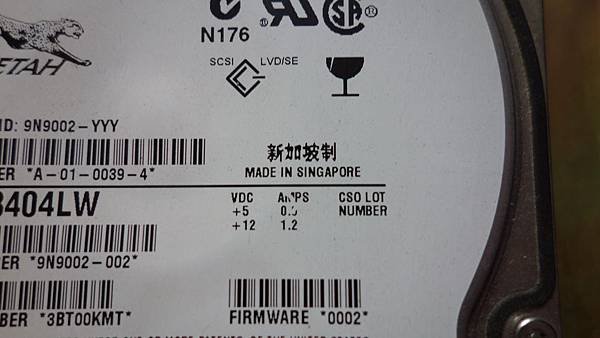 N176
SCSI LVD/SE
ETAH
ID: 9N9002-YYY
新加坡制
MADE IN SINGAPORE
ER *A-01-0039-4*
8404LW
VDC AMPS CSO LOT
+5 NUMBER
+12 1.2
ER *9N9002-002*
BER *3BT00KMT*
FIRMWARE *0002*